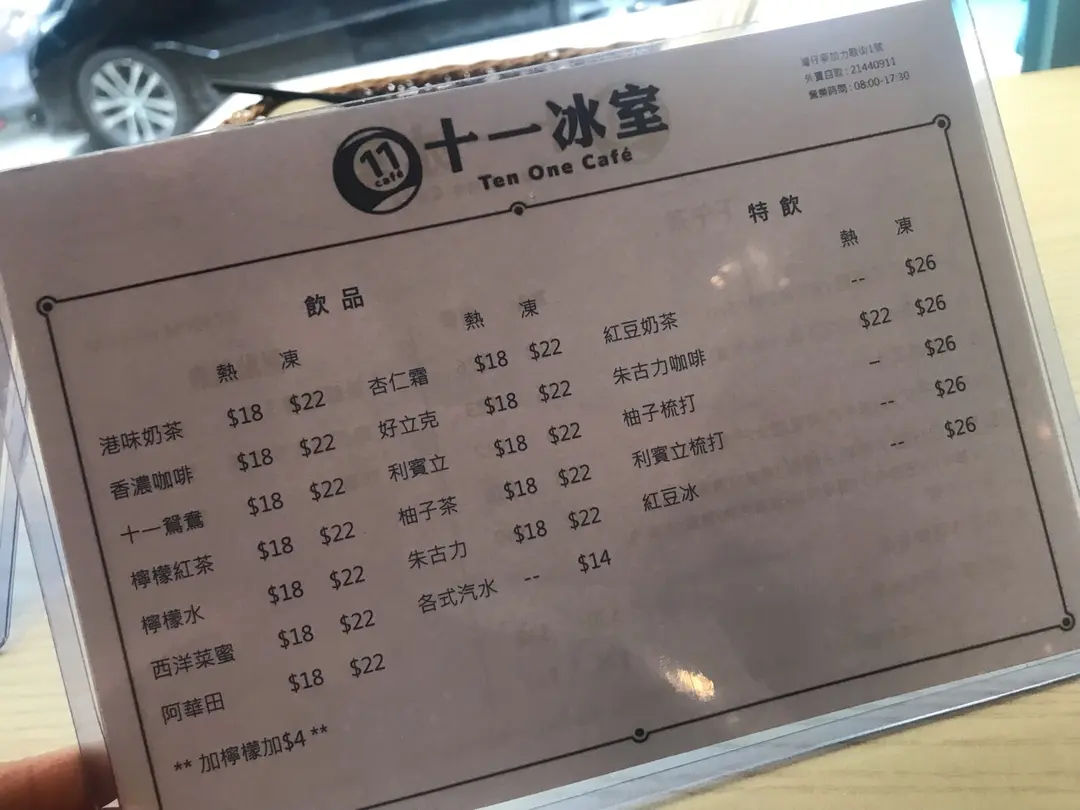 灣仔麥加力歌街1號
外賣自取 : 21440911
營業時間 : 08:00-17:30
11
café
十一冰室
Ten One Café
飲品
熱 凍
港味奶茶 $18 $22
香濃咖啡 $18 $22
十一鴛鴦 $18 $22
檸檬紅茶 $18 $22
檸檬水 $18 $22
西洋菜蜜 $18 $22
阿華田 $18 $22
** 加檸檬加$4 **
熱 凍
杏仁霜 $18 $22
好立克 $18 $22
利賓立 $18 $22
柚子茶 $18 $22
朱古力 $18 $22
各式汽水 -- $14
特飲
熱 凍
紅豆奶茶 -- $26
朱古力咖啡 $22 $26
柚子梳打 – $26
利賓立梳打 -- $26
紅豆冰 -- $26